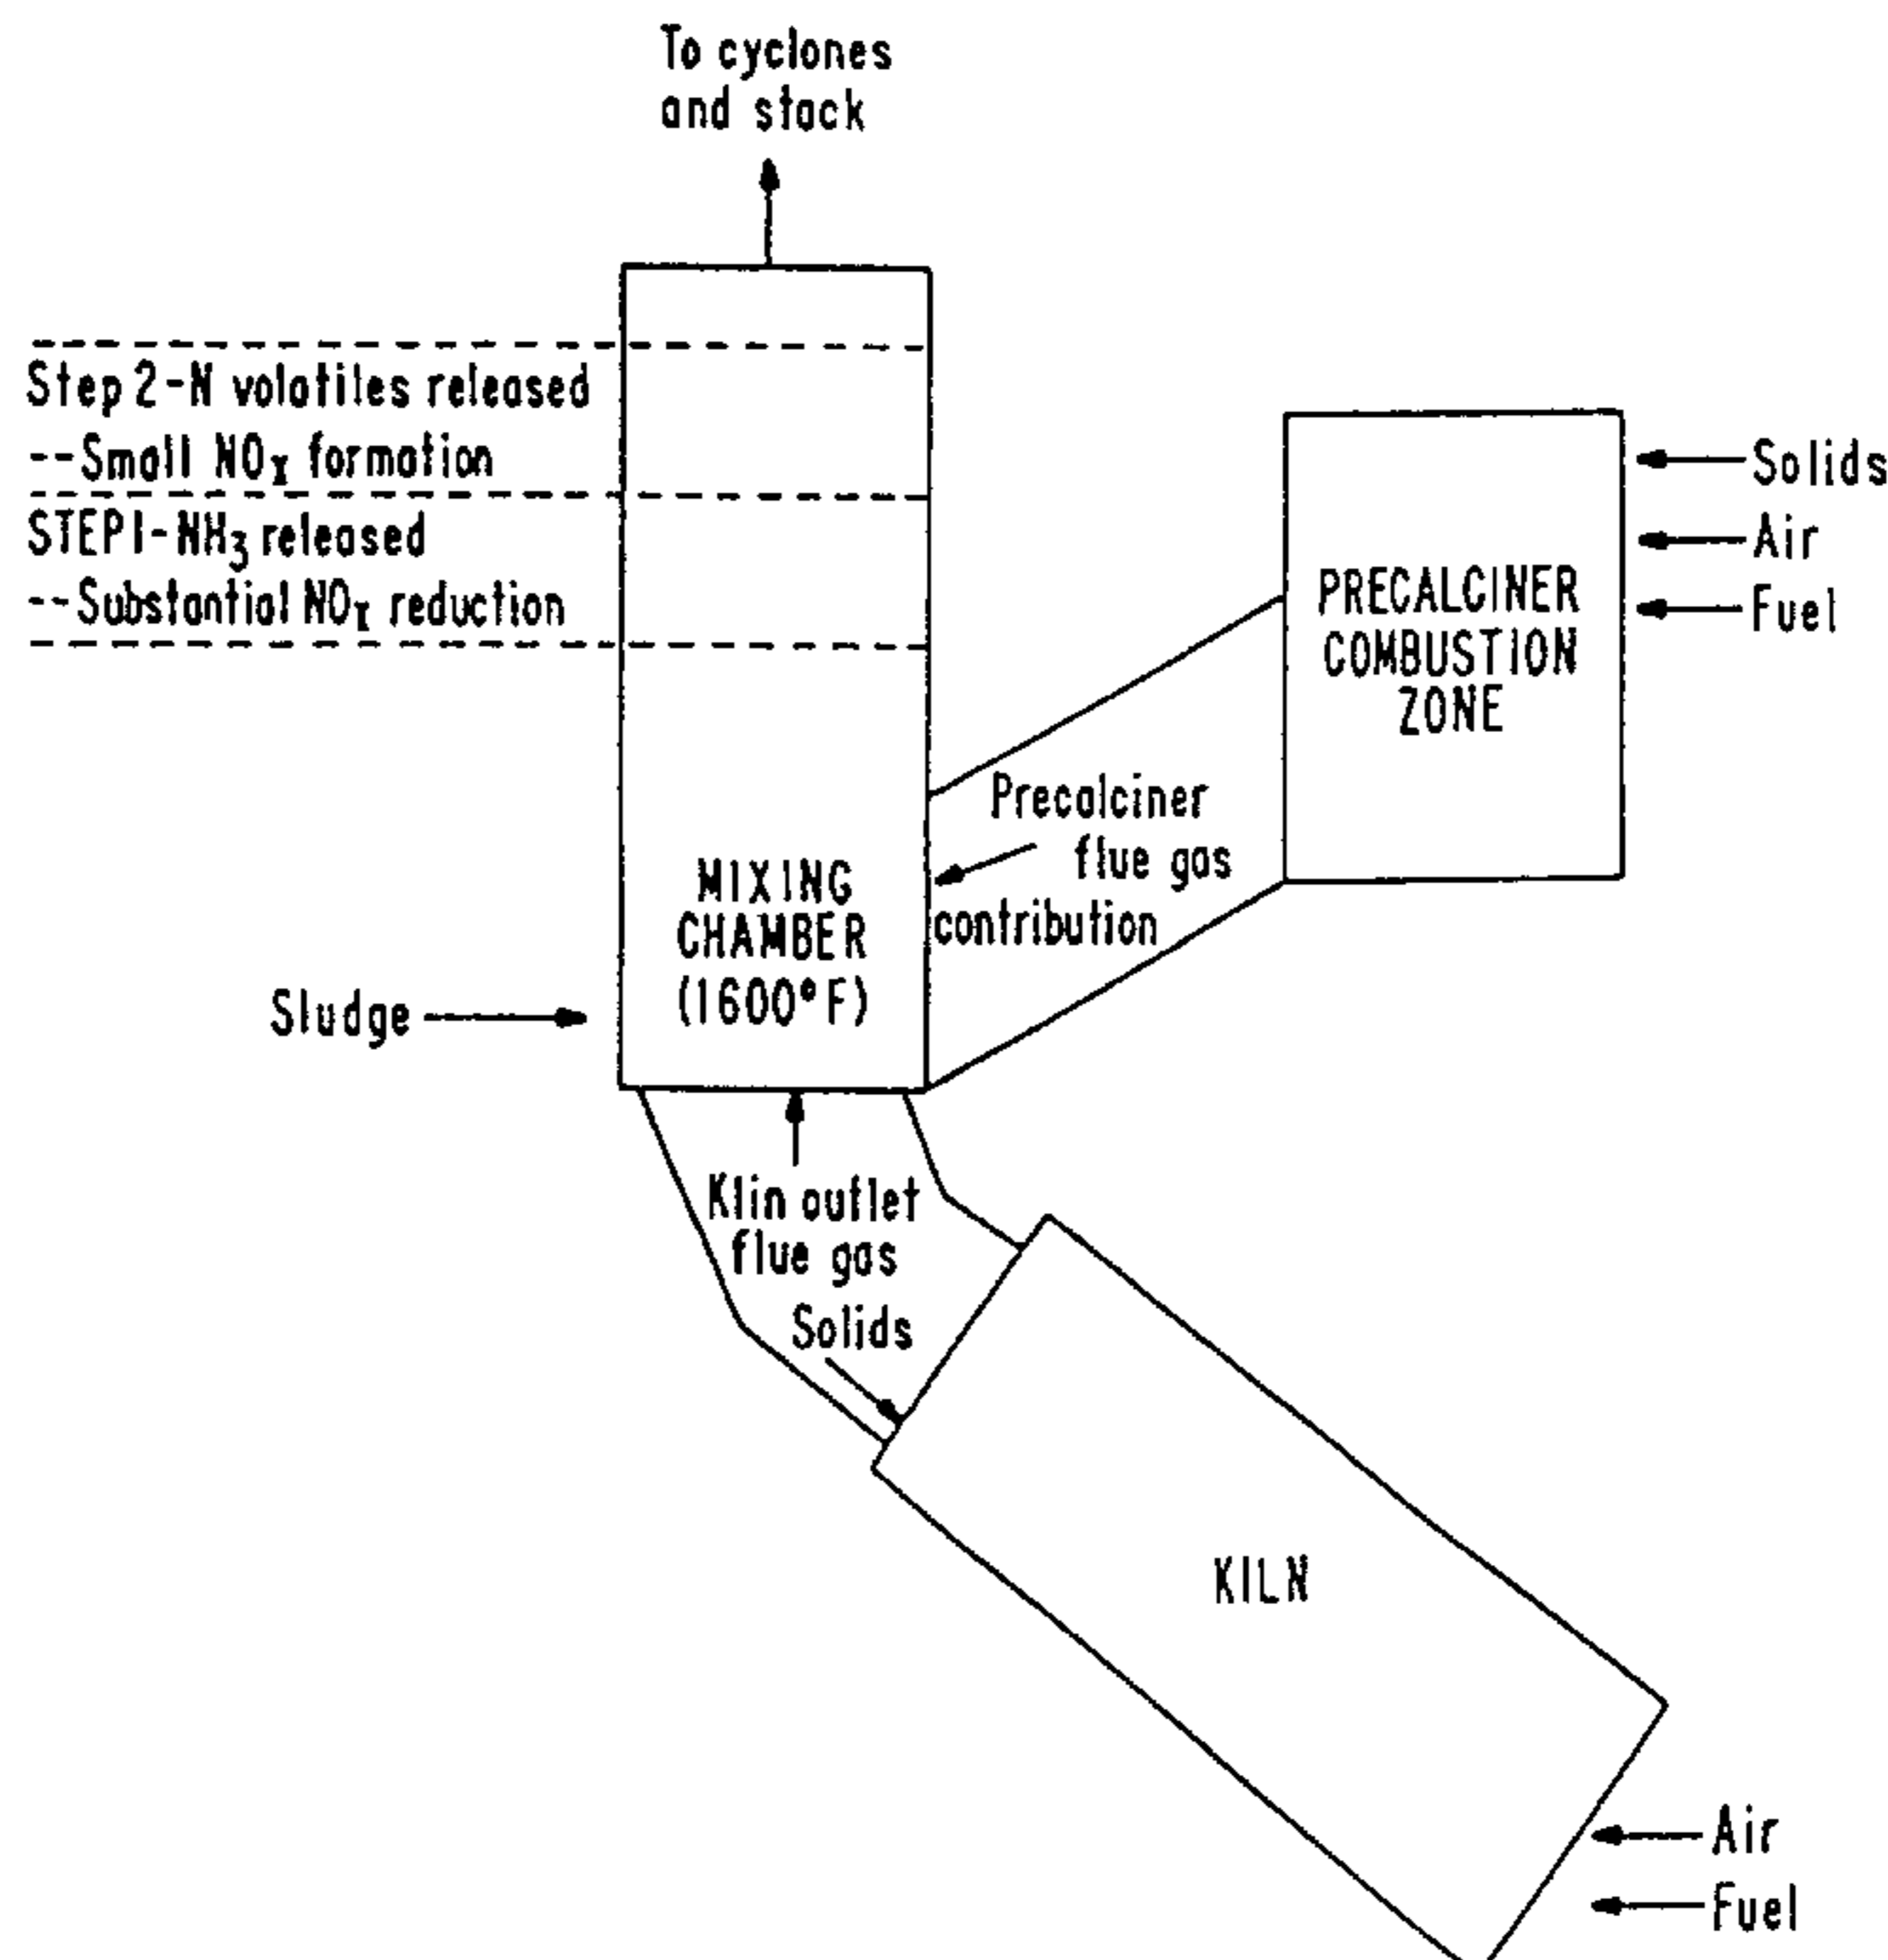 To cyclones
and stack
Step 2-N volatiles released
--Small NOx formation
STEP1-NH3 released
--Substantial NOx reduction
Solids
Air
Fuel
PRECALCINER
COMBUSTION
ZONE
Precalciner
flue gas
contribution
MIXING
CHAMBER
(1600°F)
Sludge
Klin outlet
flue gas
Solids
KILN
Air
Fuel